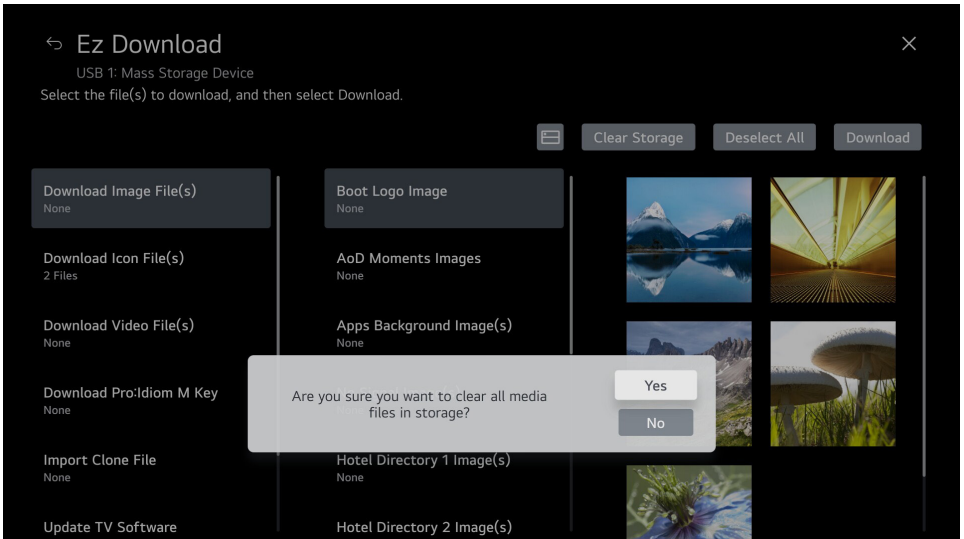 Ez Download
USB 1: Mass Storage Device
Select the file(s) to download, and then select Download.
Clear Storage
Deselect All
Download
Download Image File(s)
None
Download Icon File(s)
2 Files
Download Video File(s)
None
Download Pro:Idiom M Key
None
Import Clone File
None
Update TV Software
Boot Logo Image
None
AoD Moments Images
None
Apps Background Image(s)
None
Are you sure you want to clear all media
files in storage?
Yes
No
Hotel Directory 1 Image(s)
None
Hotel Directory 2 Image(s)